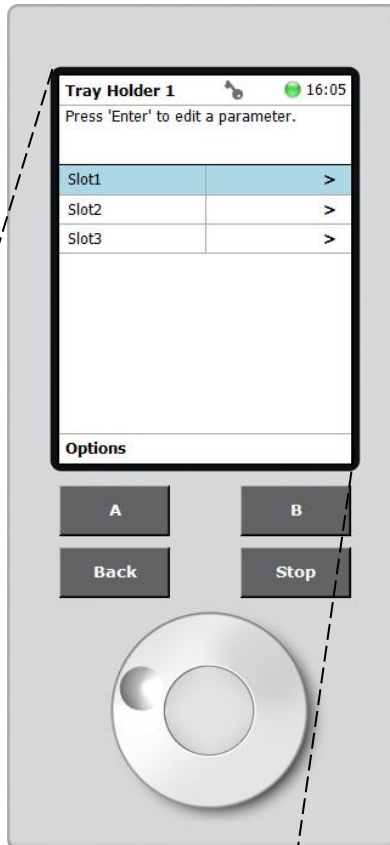 Tray Holder 1 16:05
Press 'Enter' to edit a parameter.
Slot1 >
Slot2 >
Slot3 >
Options
A B
Back Stop